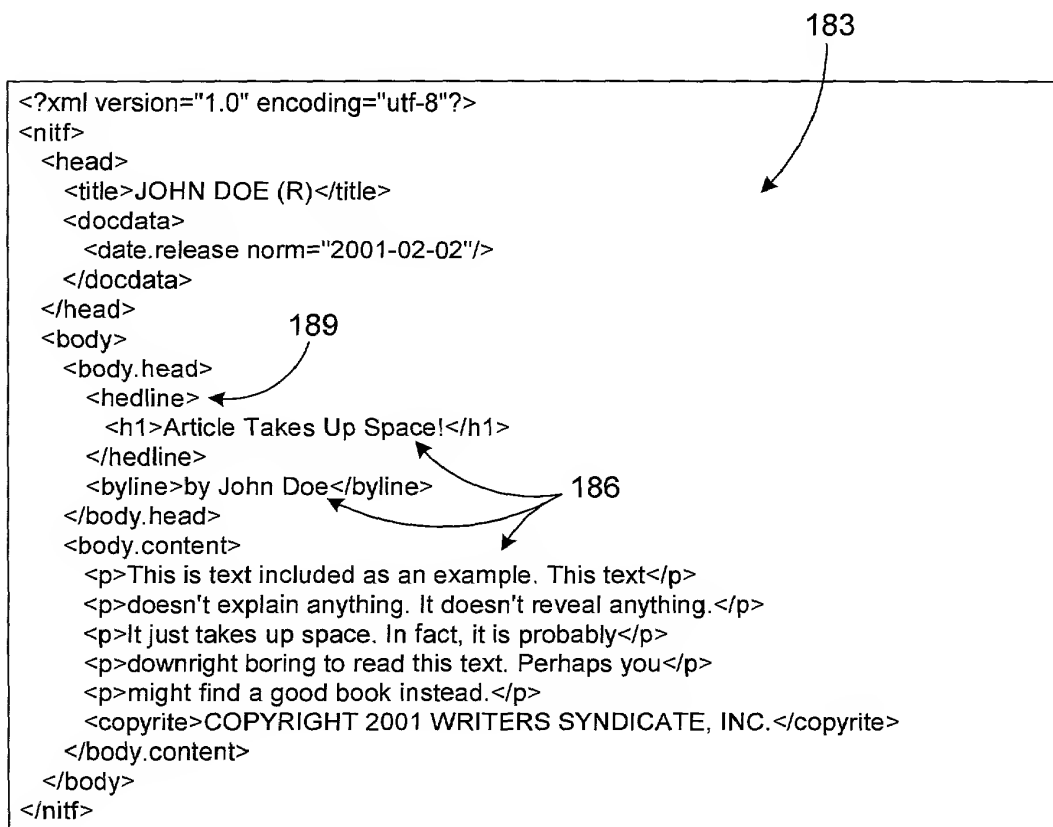 183
<?xml version="1.0" encoding="utf-8"?>
<nitf>
<head>
<title>JOHN DOE (R)</title>
<docdata>
<date.release norm="2001-02-02"/>
</docdata>
</head>
189
<body>
<body.head>
<hedline>
<h1>Article Takes Up Space!</h1>
</hedline>
<byline>by John Doe</byline> 186
</body.head>
<body.content>
<p>This is text included as an example. This text</p>
<p>doesn't explain anything. It doesn't reveal anything.</p>
<p>It just takes up space. In fact, it is probably</p>
<p>downright boring to read this text. Perhaps you</p>
<p>might find a good book instead.</p>
<copyrite>COPYRIGHT 2001 WRITERS SYNDICATE, INC.</copyrite>
</body.content>
</body>
</nitf>